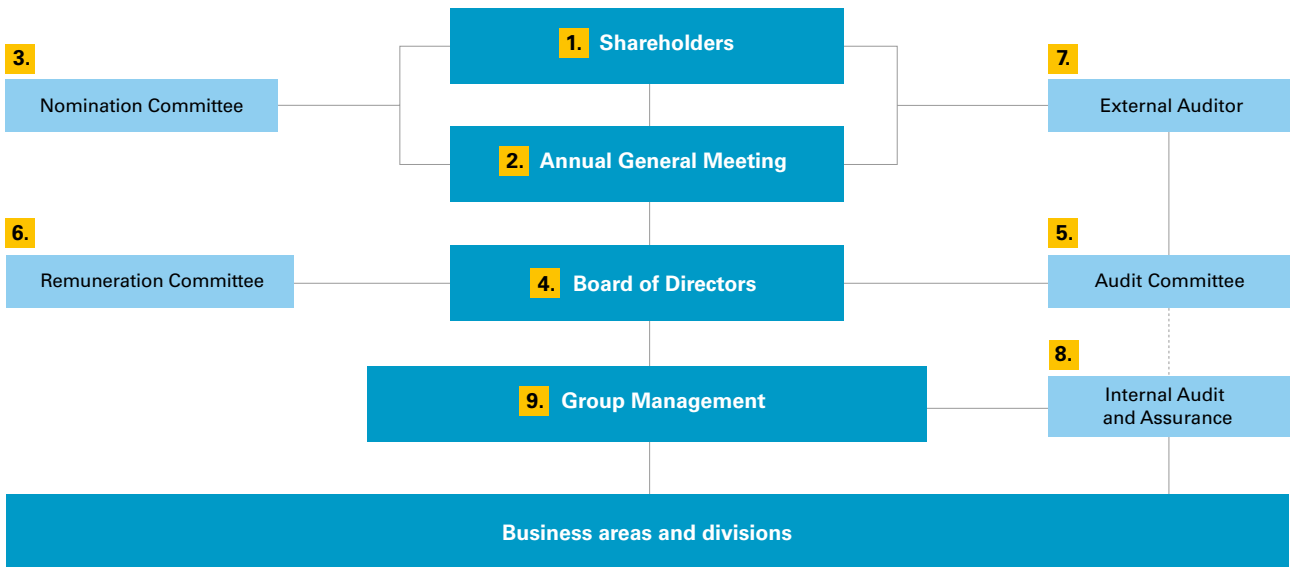 1. Shareholders
3.
Nomination Committee
7.
External Auditor
2. Annual General Meeting
6.
Remuneration Committee
4. Board of Directors
5.
Audit Committee
8.
Internal Audit
and Assurance
9. Group Management
Business areas and divisions